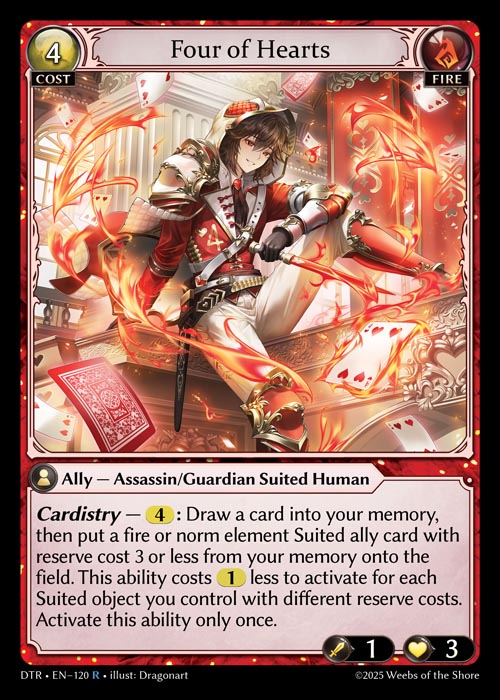 4
Four of Hearts
COST
FIRE
Ally — Assassin/Guardian Suited Human
Cardistry — 4 : Draw a card into your memory,
then put a fire or norm element Suited ally card with
reserve cost 3 or less from your memory onto the
field. This ability costs 1 less to activate for each
Suited object you control with different reserve costs.
Activate this ability only once.
1
3
DTR • EN–120 R • illust: Dragonart
©2025 Weebs of the Shore